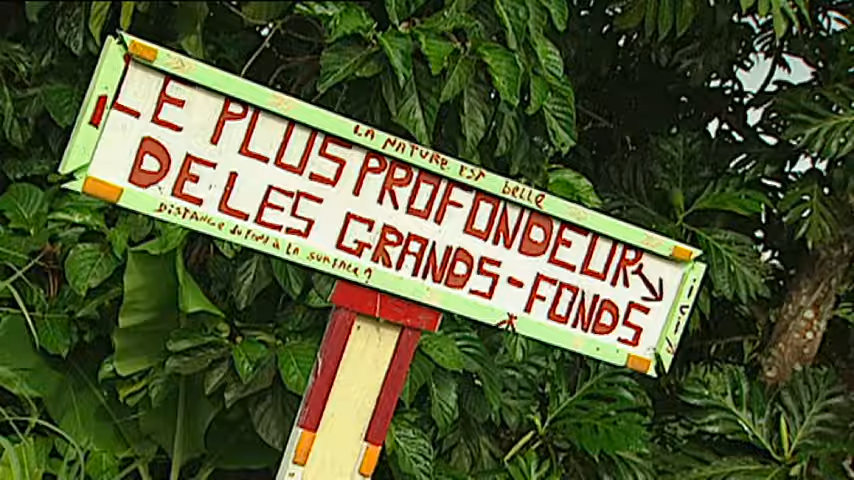 LA NATURE EST BELLE
LE PLUS PROFONDEUR
DE LES GRANDS-FONDS
DISTANCE DU FOND À LA SURFACE ?